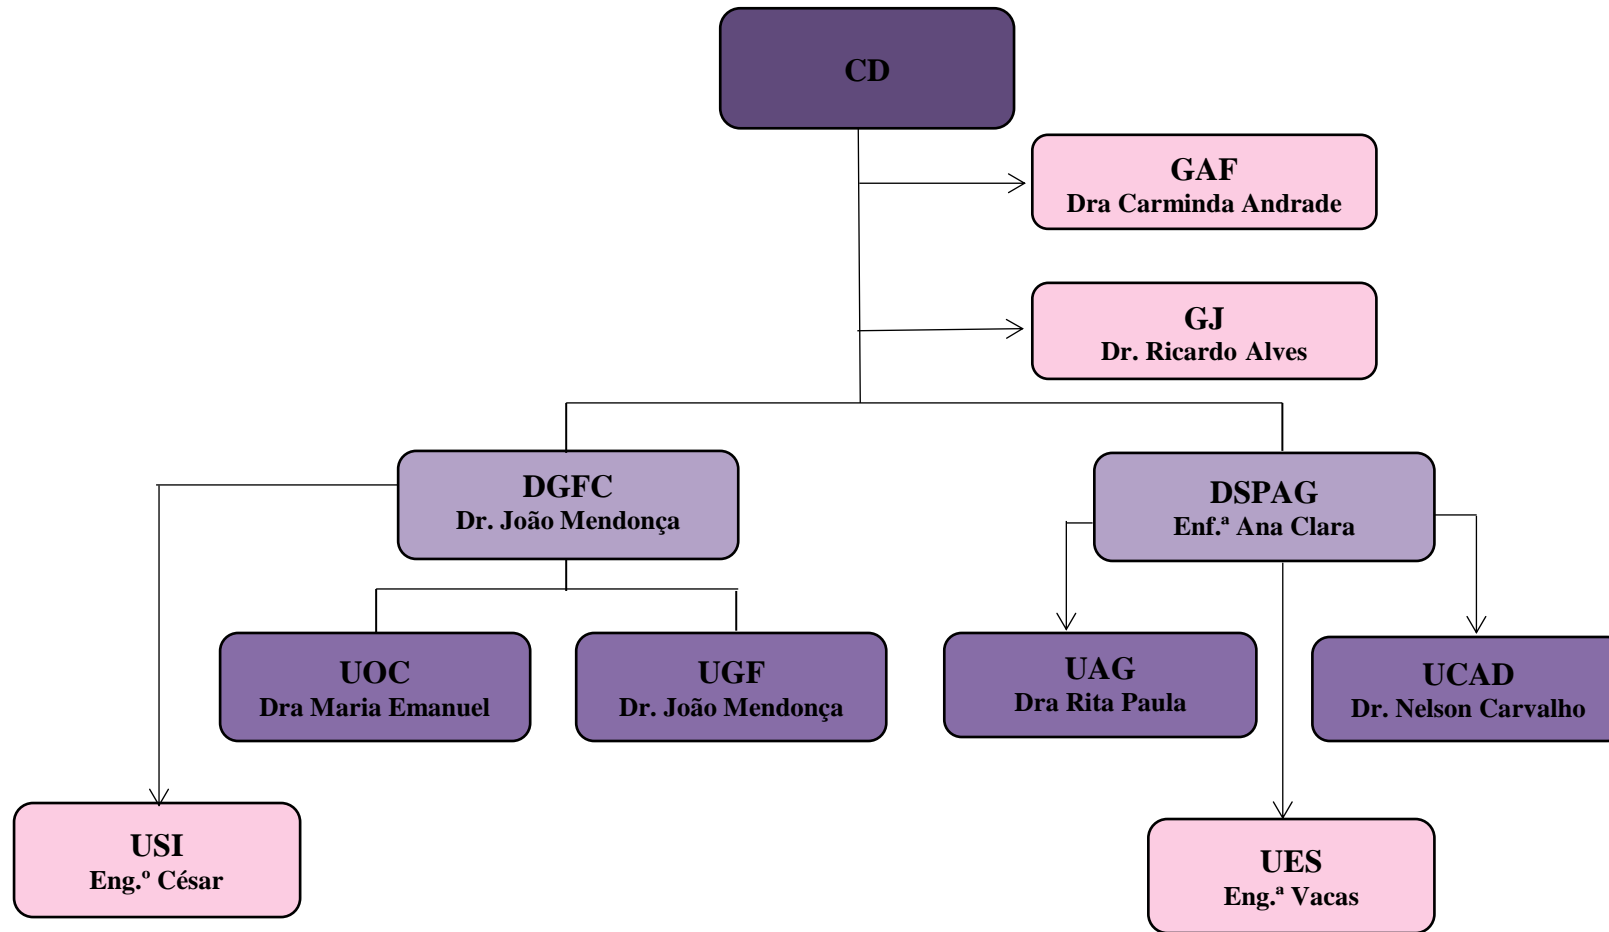 CD
GAF
Dra Carminda Andrade
GJ
Dr. Ricardo Alves
DGFC
Dr. João Mendonça
DSPAG
Enf.ª Ana Clara
UOC
Dra Maria Emanuel
UGF
Dr. João Mendonça
UAG
Dra Rita Paula
UCAD
Dr. Nelson Carvalho
USI
Eng.º César
UES
Eng.ª Vacas